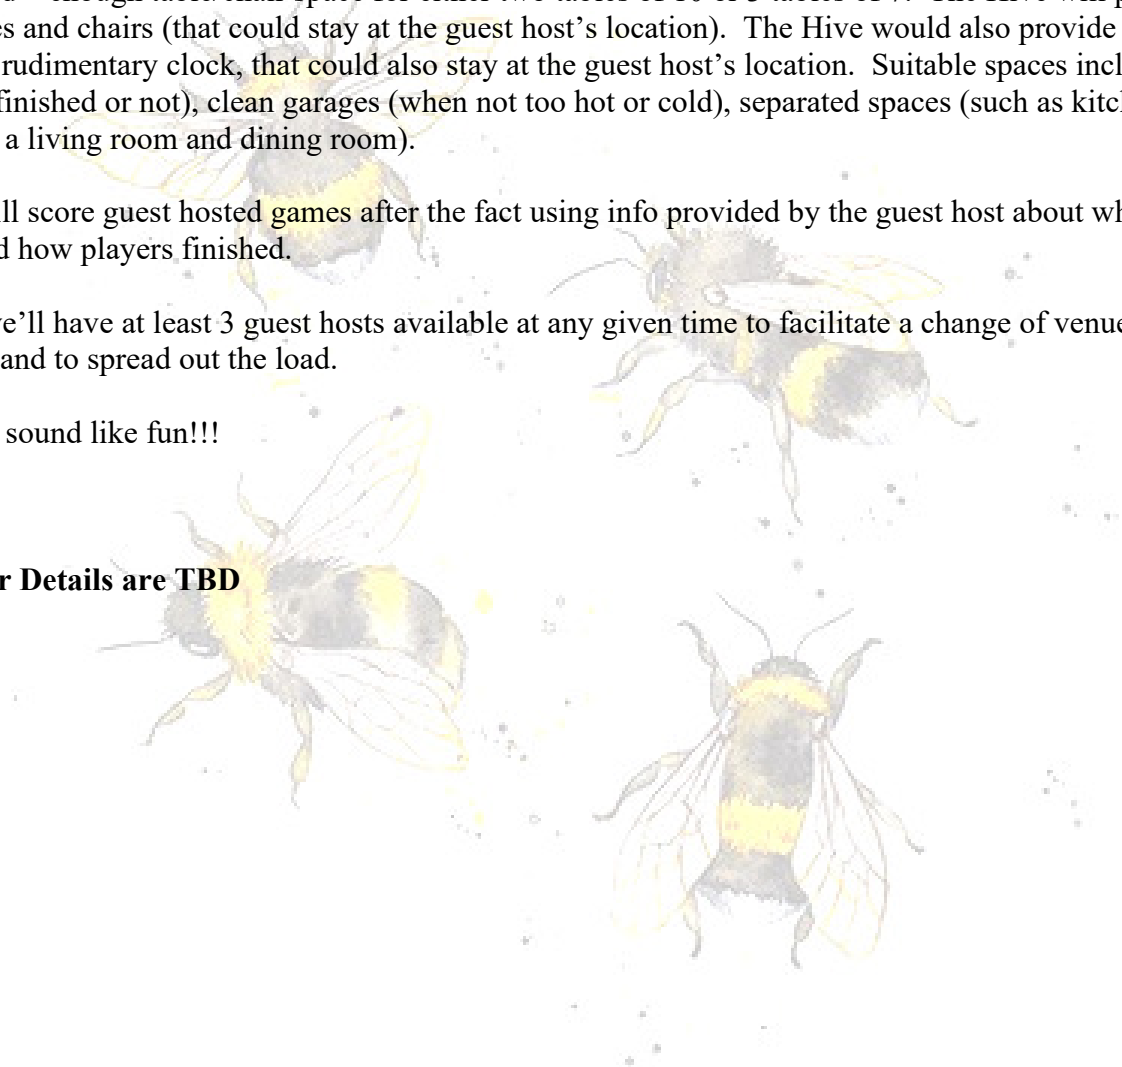 enough table/chair space for either two tables of 10 or 3 tables of 7. The Hive will p
es and chairs (that could stay at the guest host's location). The Hive would also provide
rudimentary clock, that could also stay at the guest host's location. Suitable spaces incl
finished or not), clean garages (when not too hot or cold), separated spaces (such as kitc
a living room and dining room).
ll score guest hosted games after the fact using info provided by the guest host about wh
d how players finished.
ve'll have at least 3 guest hosts available at any given time to facilitate a change of venue
and to spread out the load.
sound like fun!!!
r Details are TBD